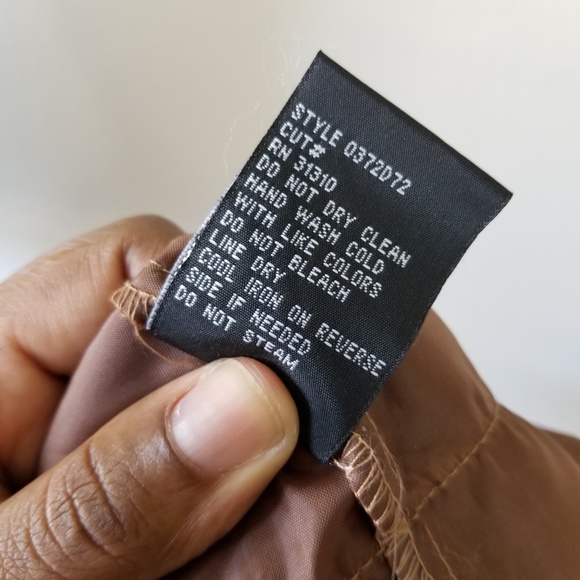 STYLE 0372D72
CUT#
RN 31310
DO NOT DRY CLEAN
HAND WASH COLD
WITH LIKE COLORS
DO NOT BLEACH
LINE DRY
COOL IRON ON REVERSE
SIDE IF NEEDED
DO NOT STEAM